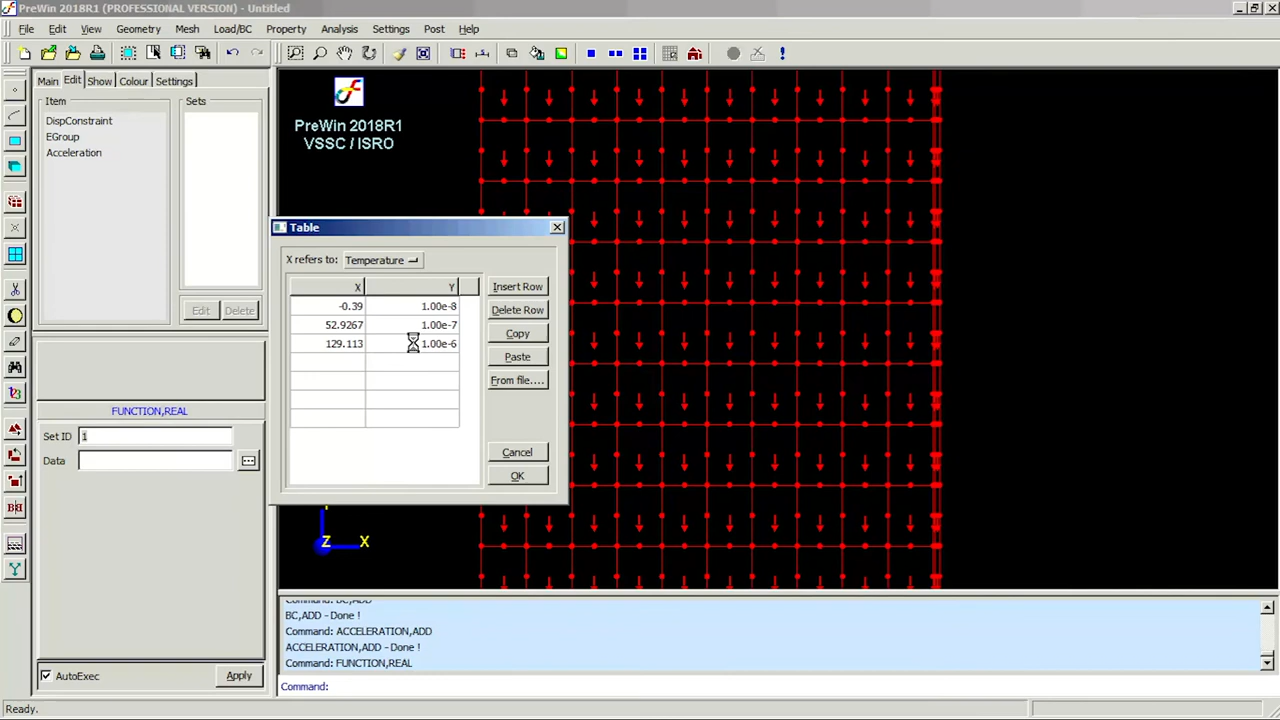 PreWin 2018R1 (PROFESSIONAL VERSION) - Untitled
File Edit View Geometry Mesh Load/BC Property Analysis Settings Post Help
Main Edit Show Colour Settings
Item
Sets
DispConstraint
EGroup
Acceleration
Edit Delete
PreWin 2018R1
VSSC / ISRO
Table
X refers to: Temperature
X Y
-0.39 1.00e-8
52.9267 1.00e-7
129.113 1.00e-6
Insert Row
Delete Row
Copy
Paste
From file....
Cancel
OK
FUNCTION,REAL
Set ID 1
Data
Z X
BC,ADD - Done !
Command: ACCELERATION,ADD
ACCELERATION,ADD - Done !
Command: FUNCTION,REAL
AutoExec Apply
Command:
Ready.